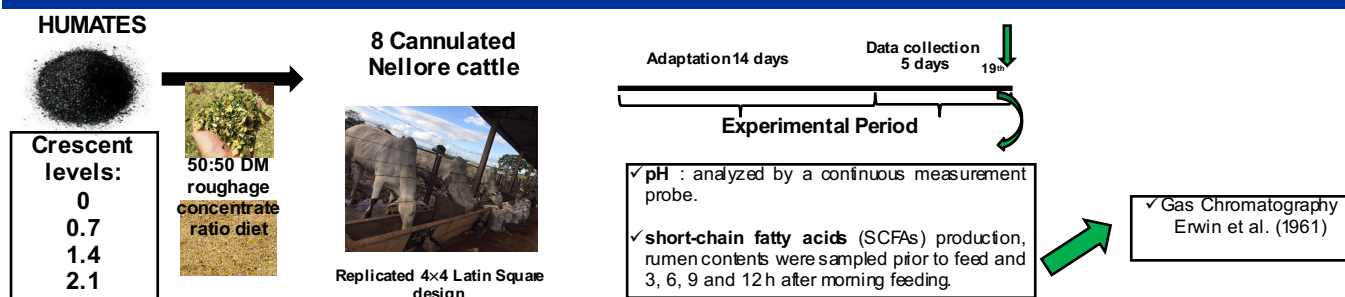 HUMATES
Crescent
levels:
0
0.7
1.4
2.1
50:50 DM
roughage
concentrate
ratio diet
8 Cannulated
Nellore cattle
Replicated 4×4 Latin Square
design
Adaptation 14 days
Data collection
5 days
19th
Experimental Period
✓pH : analyzed by a continuous measurement
probe.
✓short-chain fatty acids (SCFAs) production,
rumen contents were sampled prior to feed and
3, 6, 9 and 12 h after morning feeding.
✓Gas Chromatography
Erwin et al. (1961)